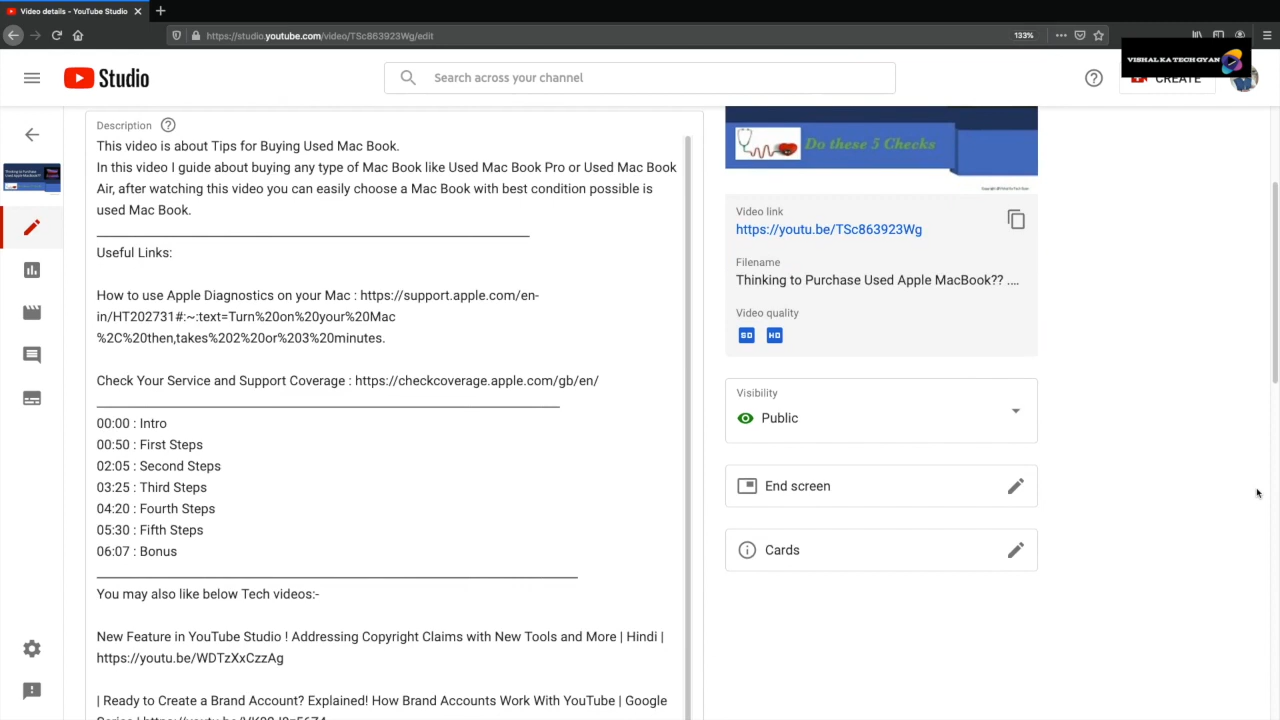 Video details - YouTube Studio
https://studio.youtube.com/video/TSc863923Wg/edit
133%
VISHAL KA TECH GYAN
Studio
Search across your channel
CREATE
Description
This video is about Tips for Buying Used Mac Book.
In this video I guide about buying any type of Mac Book like Used Mac Book Pro or Used Mac Book
Air, after watching this video you can easily choose a Mac Book with best condition possible is
used Mac Book.
Useful Links:
How to use Apple Diagnostics on your Mac : https://support.apple.com/en-
in/HT202731#:~:text=Turn%20on%20your%20Mac
%2C%20then,takes%202%20or%203%20minutes.
Check Your Service and Support Coverage : https://checkcoverage.apple.com/gb/en/
00:00 : Intro
00:50 : First Steps
02:05 : Second Steps
03:25 : Third Steps
04:20 : Fourth Steps
05:30 : Fifth Steps
06:07 : Bonus
You may also like below Tech videos:-
New Feature in YouTube Studio ! Addressing Copyright Claims with New Tools and More | Hindi |
https://youtu.be/WDTzXxCzzAg
| Ready to Create a Brand Account? Explained! How Brand Accounts Work With YouTube | Google
Do these 5 Checks
Video link
https://youtu.be/TSc863923Wg
Filename
Thinking to Purchase Used Apple MacBook?? ....
Video quality
SD HD
Visibility
Public
End screen
Cards